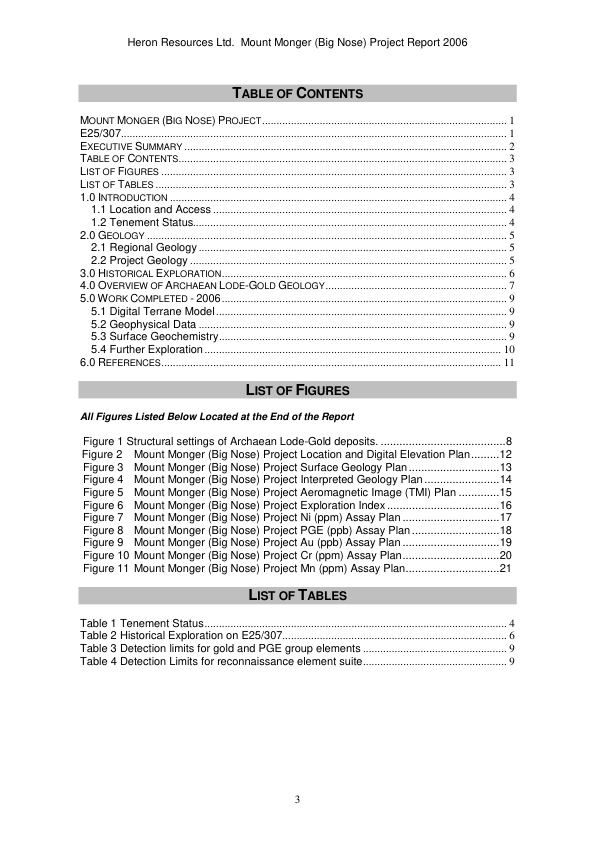 Heron Resources Ltd. Mount Monger (Big Nose) Project Report 2006
TABLE OF CONTENTS
MOUNT MONGER (BIG NOSE) PROJECT.......... 1
E25/307.......... 1
EXECUTIVE SUMMARY .......... 2
TABLE OF CONTENTS.......... 3
LIST OF FIGURES .......... 3
LIST OF TABLES .......... 3
1.0 INTRODUCTION .......... 4
1.1 Location and Access .......... 4
1.2 Tenement Status.......... 4
2.0 GEOLOGY .......... 5
2.1 Regional Geology .......... 5
2.2 Project Geology .......... 5
3.0 HISTORICAL EXPLORATION.......... 6
4.0 OVERVIEW OF ARCHAEAN LODE-GOLD GEOLOGY.......... 7
5.0 WORK COMPLETED - 2006 .......... 9
5.1 Digital Terrane Model.......... 9
5.2 Geophysical Data .......... 9
5.3 Surface Geochemistry.......... 9
5.4 Further Exploration .......... 10
6.0 REFERENCES.......... 11
LIST OF FIGURES
All Figures Listed Below Located at the End of the Report
Figure 1 Structural settings of Archaean Lode-Gold deposits. ..........8
Figure 2 Mount Monger (Big Nose) Project Location and Digital Elevation Plan.........12
Figure 3 Mount Monger (Big Nose) Project Surface Geology Plan ..........13
Figure 4 Mount Monger (Big Nose) Project Interpreted Geology Plan ..........14
Figure 5 Mount Monger (Big Nose) Project Aeromagnetic Image (TMI) Plan ..........15
Figure 6 Mount Monger (Big Nose) Project Exploration Index ..........16
Figure 7 Mount Monger (Big Nose) Project Ni (ppm) Assay Plan ..........17
Figure 8 Mount Monger (Big Nose) Project PGE (ppb) Assay Plan ..........18
Figure 9 Mount Monger (Big Nose) Project Au (ppb) Assay Plan ..........19
Figure 10 Mount Monger (Big Nose) Project Cr (ppm) Assay Plan..........20
Figure 11 Mount Monger (Big Nose) Project Mn (ppm) Assay Plan..........21
LIST OF TABLES
Table 1 Tenement Status.......... 4
Table 2 Historical Exploration on E25/307.......... 6
Table 3 Detection limits for gold and PGE group elements .......... 9
Table 4 Detection Limits for reconnaissance element suite.......... 9
3